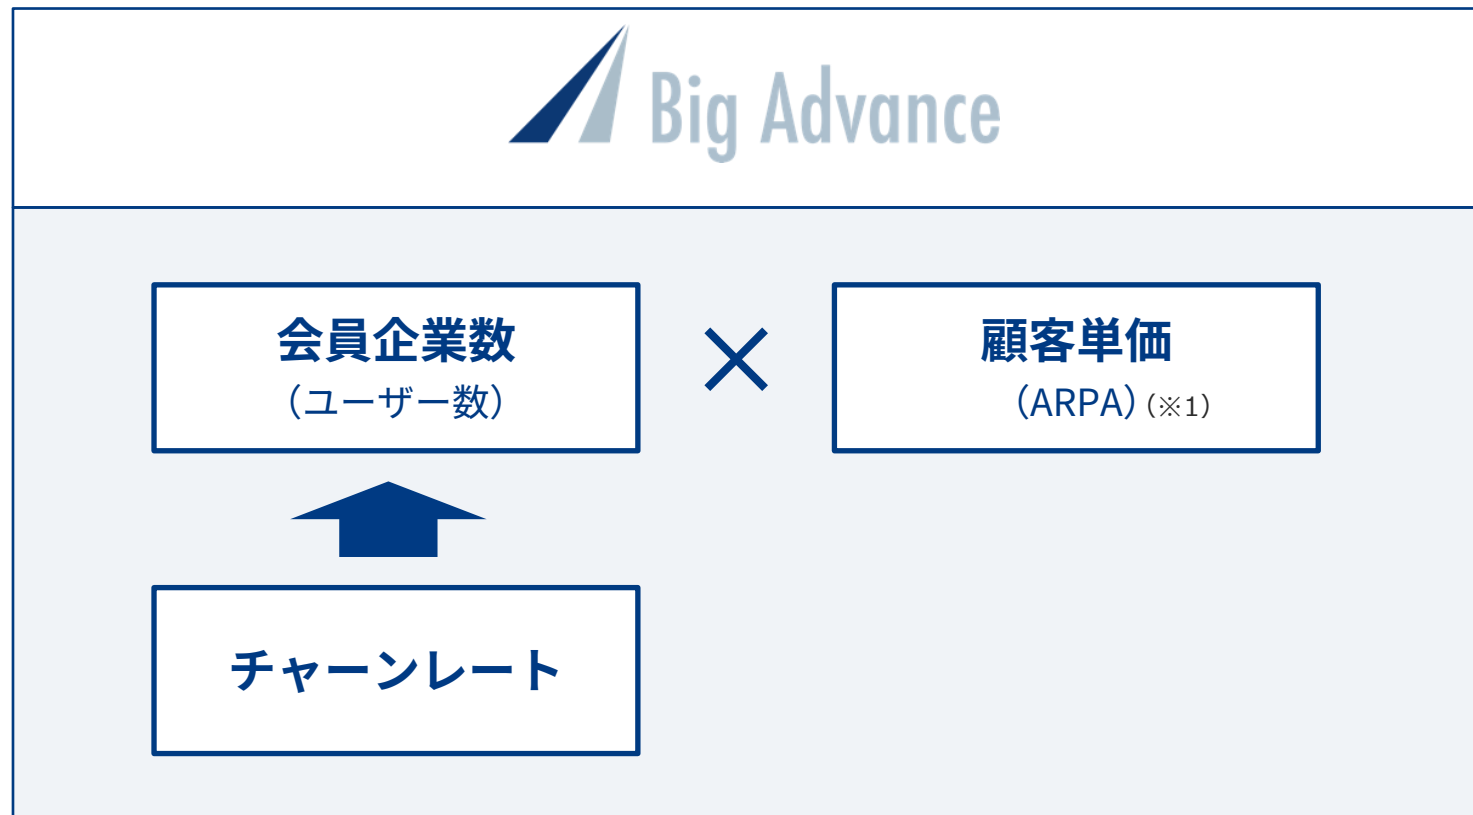 Big Advance
会員企業数
（ユーザー数）
×
顧客単価
（ARPA）（※1）
チャーンレート